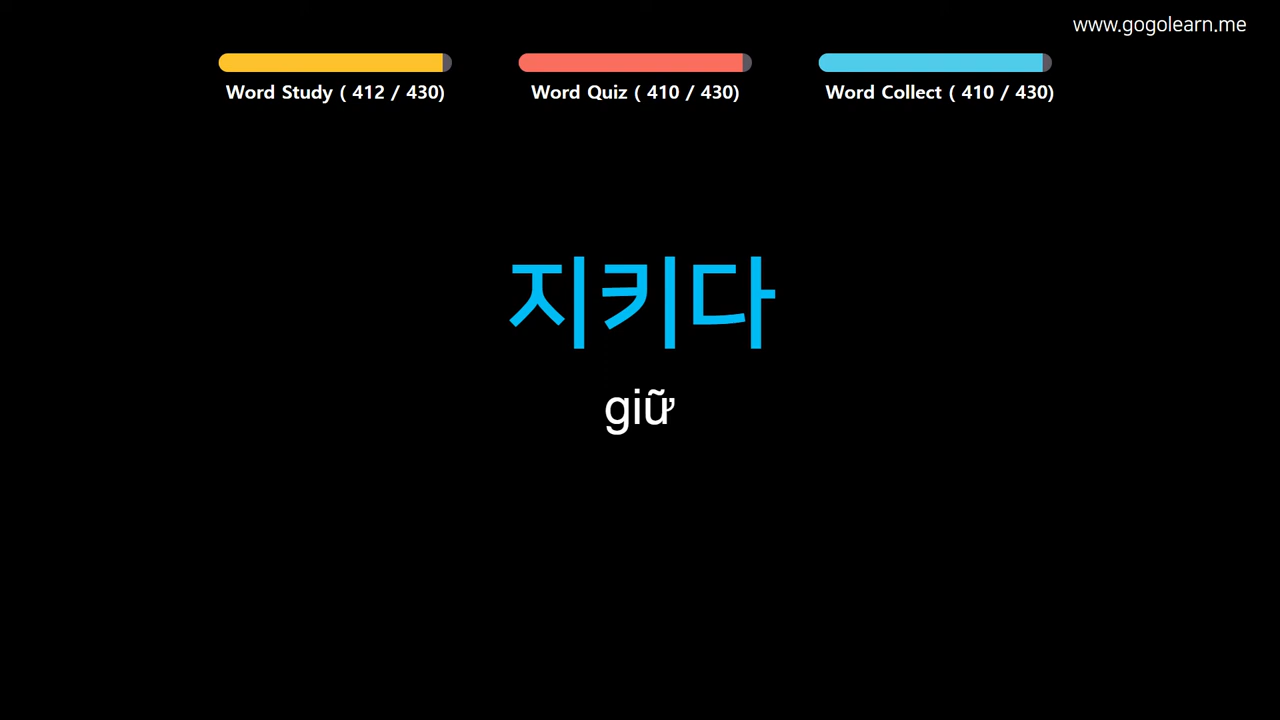 www.gogolearn.me
Word Study ( 412 / 430)
Word Quiz ( 410 / 430)
Word Collect ( 410 / 430)
지키다
giữ